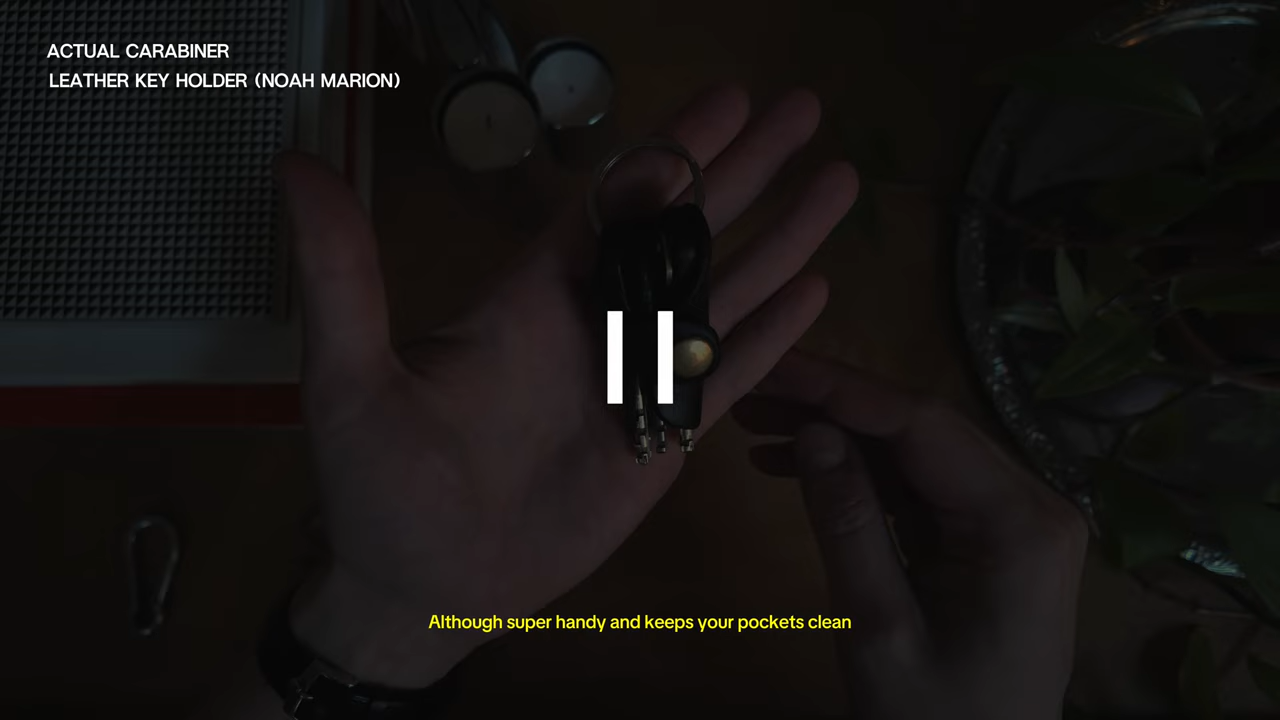 ACTUAL CARABINER
LEATHER KEY HOLDER (NOAH MARION)
Although super handy and keeps your pockets clean